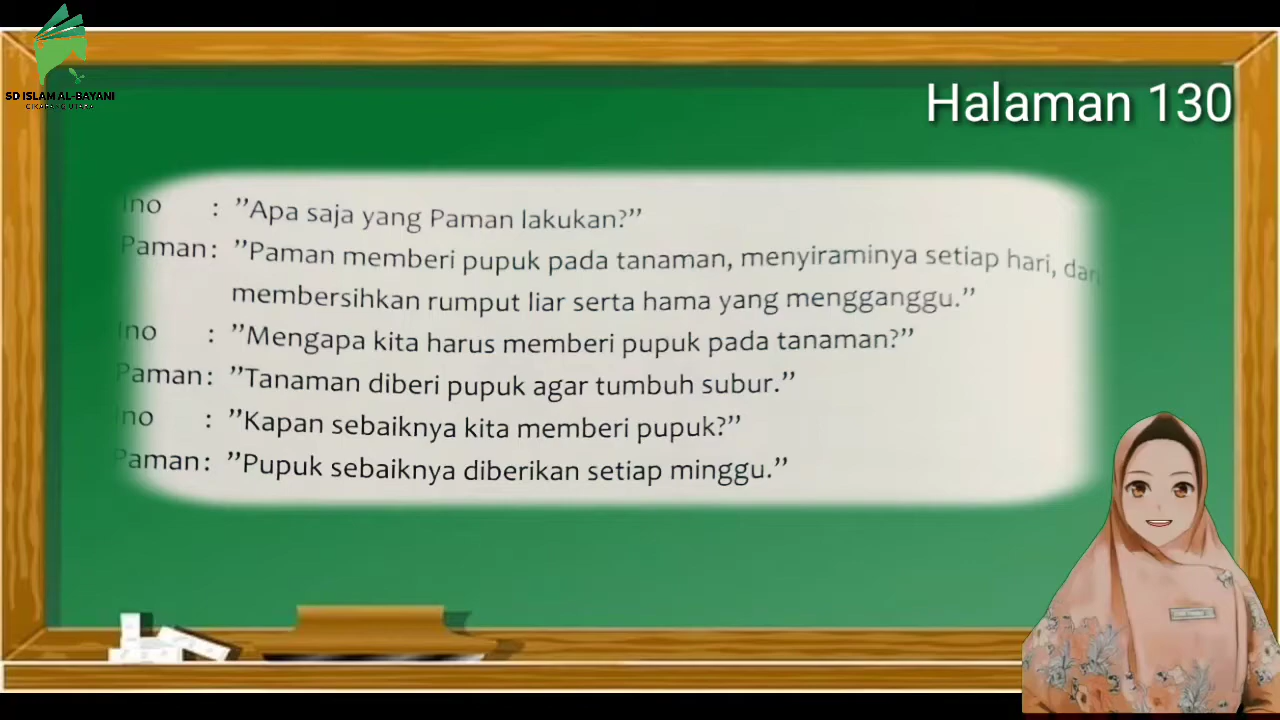 SD ISLAM AL-BAYANI
Halaman 130
Ino : ”Apa saja yang Paman lakukan?”
Paman: ”Paman memberi pupuk pada tanaman, menyiraminya setiap hari, dan
membersihkan rumput liar serta hama yang mengganggu.”
Ino : ”Mengapa kita harus memberi pupuk pada tanaman?”
Paman: ”Tanaman diberi pupuk agar tumbuh subur.”
Ino : ”Kapan sebaiknya kita memberi pupuk?”
Paman: ”Pupuk sebaiknya diberikan setiap minggu.”